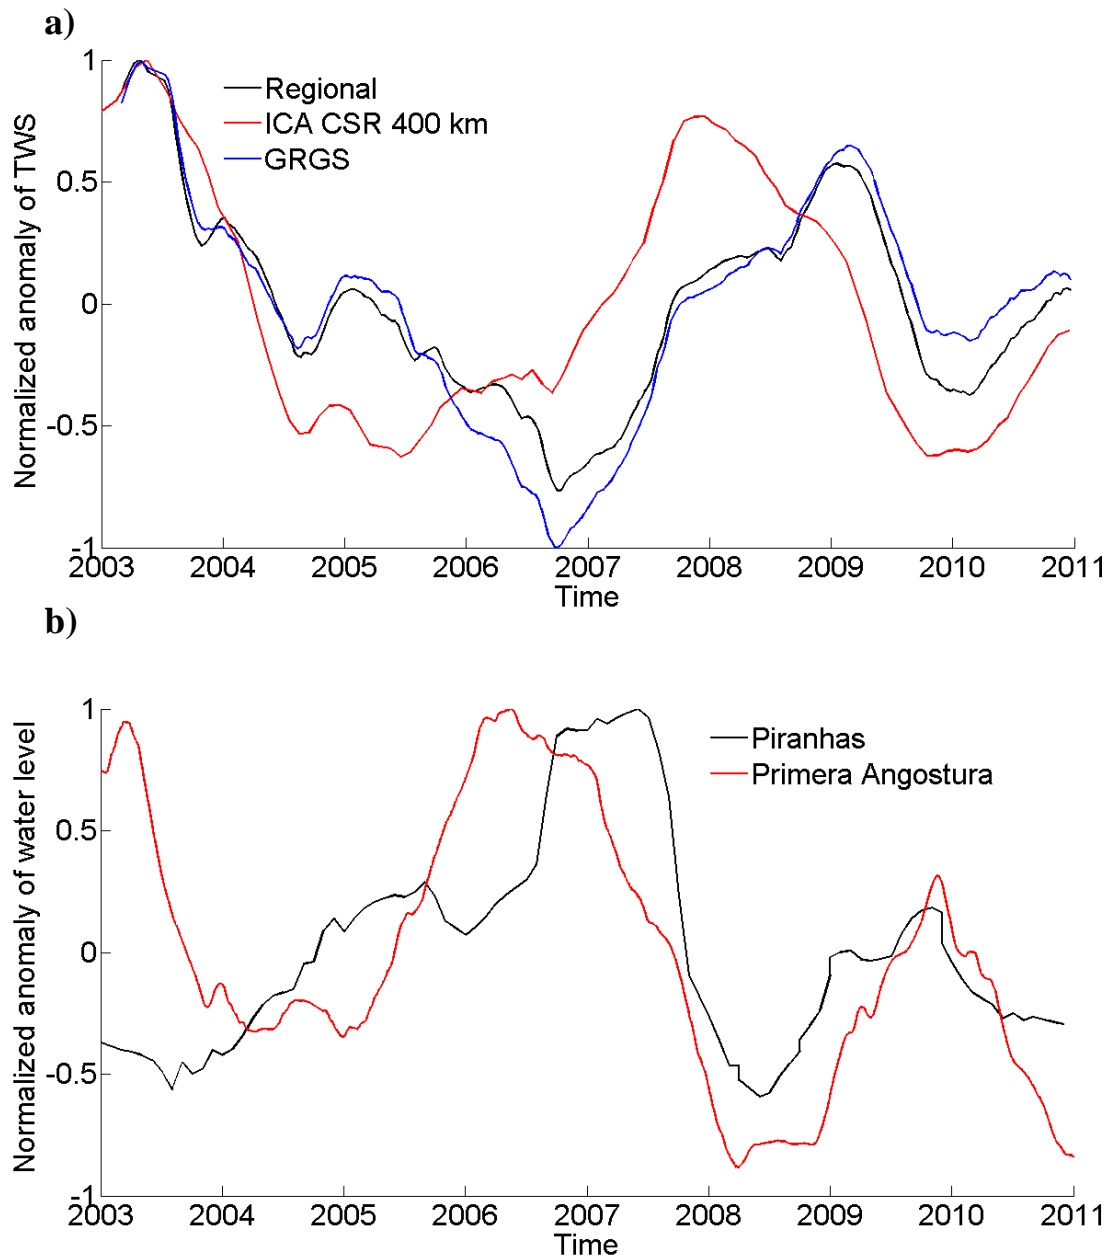 a)
Normalized anomaly of TWS
1
0.5
0
-0.5
-1
Regional
ICA CSR 400 km
GRGS
2003 2004 2005 2006 2007 2008 2009 2010 2011
Time
b)
Normalized anomaly of water level
1
0.5
0
-0.5
-1
Piranhas
Primera Angostura
2003 2004 2005 2006 2007 2008 2009 2010 2011
Time